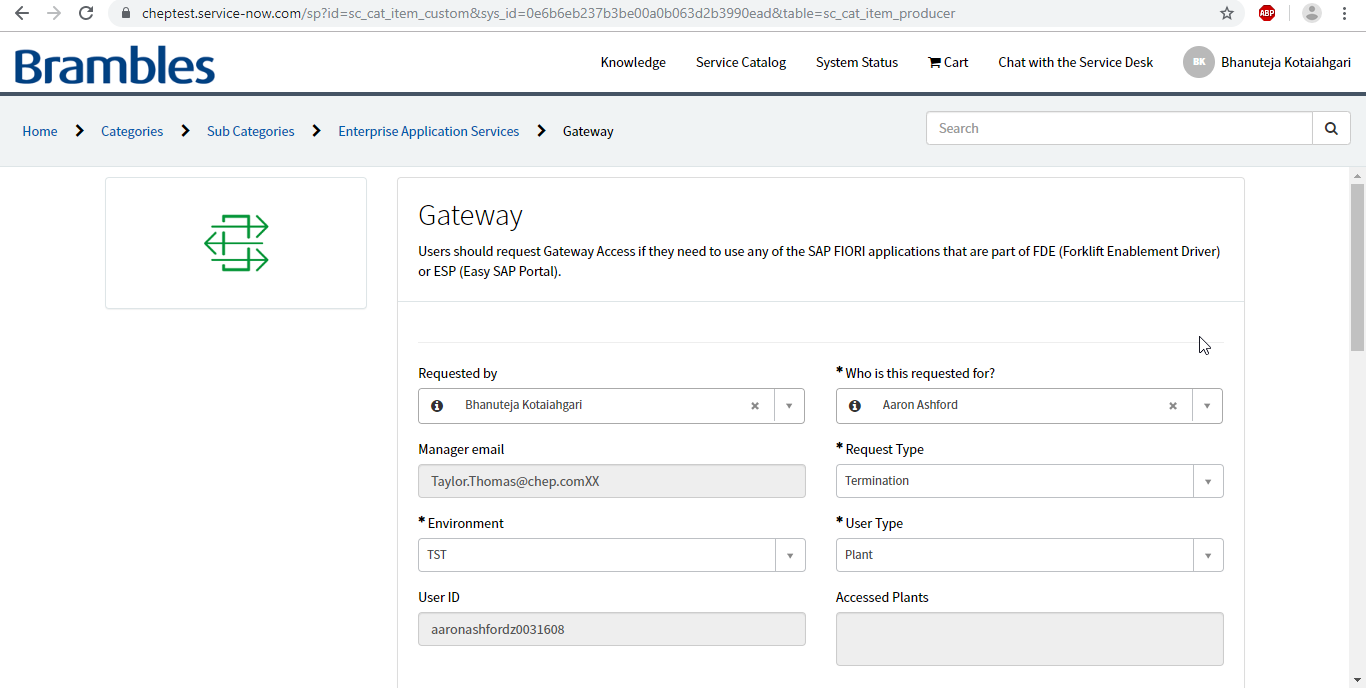 cheptest.service-now.com/sp?id=sc_cat_item_custom&sys_id=0e6b6eb237b3be00a0b063d2b3990ead&table=sc_cat_item_producer
ABP
Brambles
Knowledge Service Catalog System Status Cart Chat with the Service Desk BK Bhanuteja Kotaiahgari
Home Categories Sub Categories Enterprise Application Services Gateway Search
Gateway
Users should request Gateway Access if they need to use any of the SAP FIORI applications that are part of FDE (Forklift Enablement Driver)
or ESP (Easy SAP Portal).
Requested by * Who is this requested for?
Bhanuteja Kotaiahgari × Aaron Ashford ×
Manager email * Request Type
Taylor.Thomas@chep.comXX Termination
* Environment * User Type
TST Plant
User ID Accessed Plants
aaronashfordz0031608